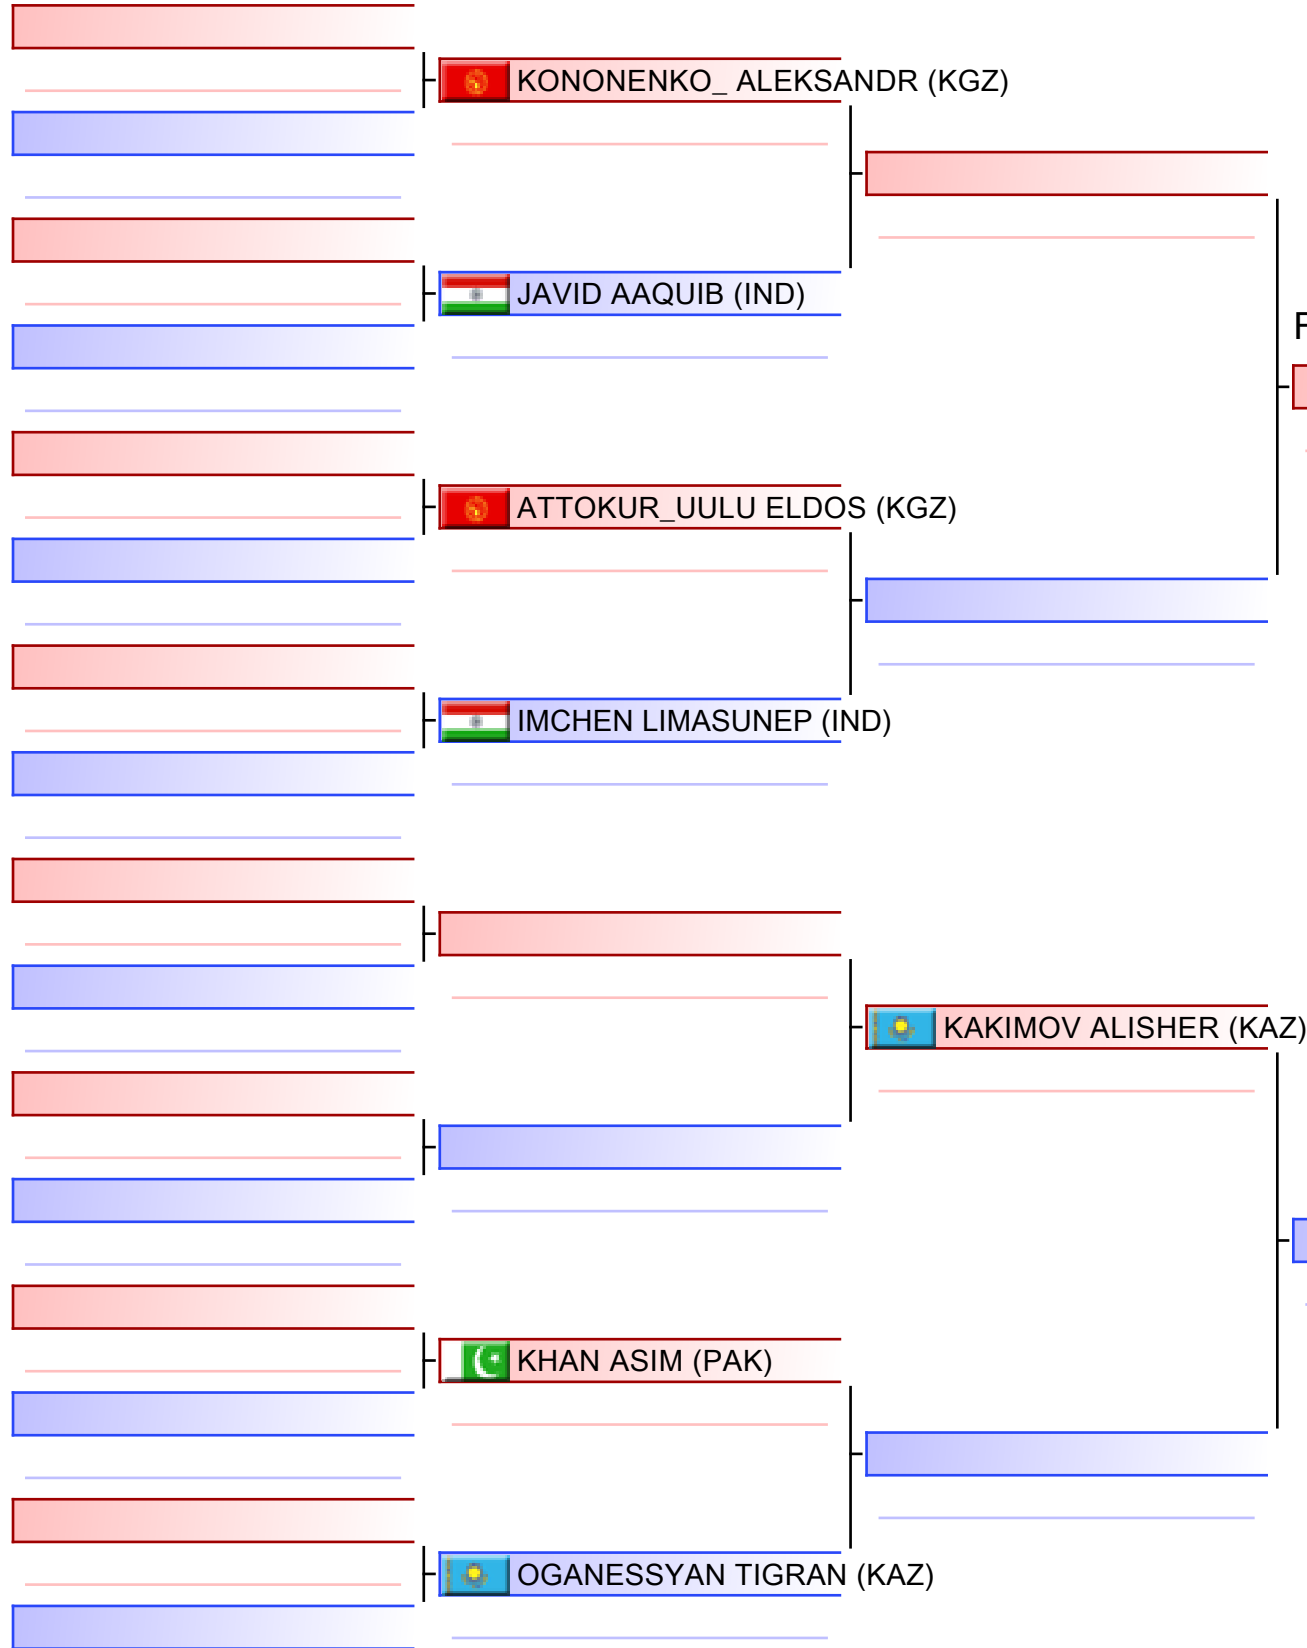 KONONENKO_ ALEKSANDR (KGZ)
JAVID AAQUIB (IND)
F
ATTOKUR_UULU ELDOS (KGZ)
IMCHEN LIMASUNEP (IND)
KAKIMOV ALISHER (KAZ)
KHAN ASIM (PAK)
OGANESSYAN TIGRAN (KAZ)